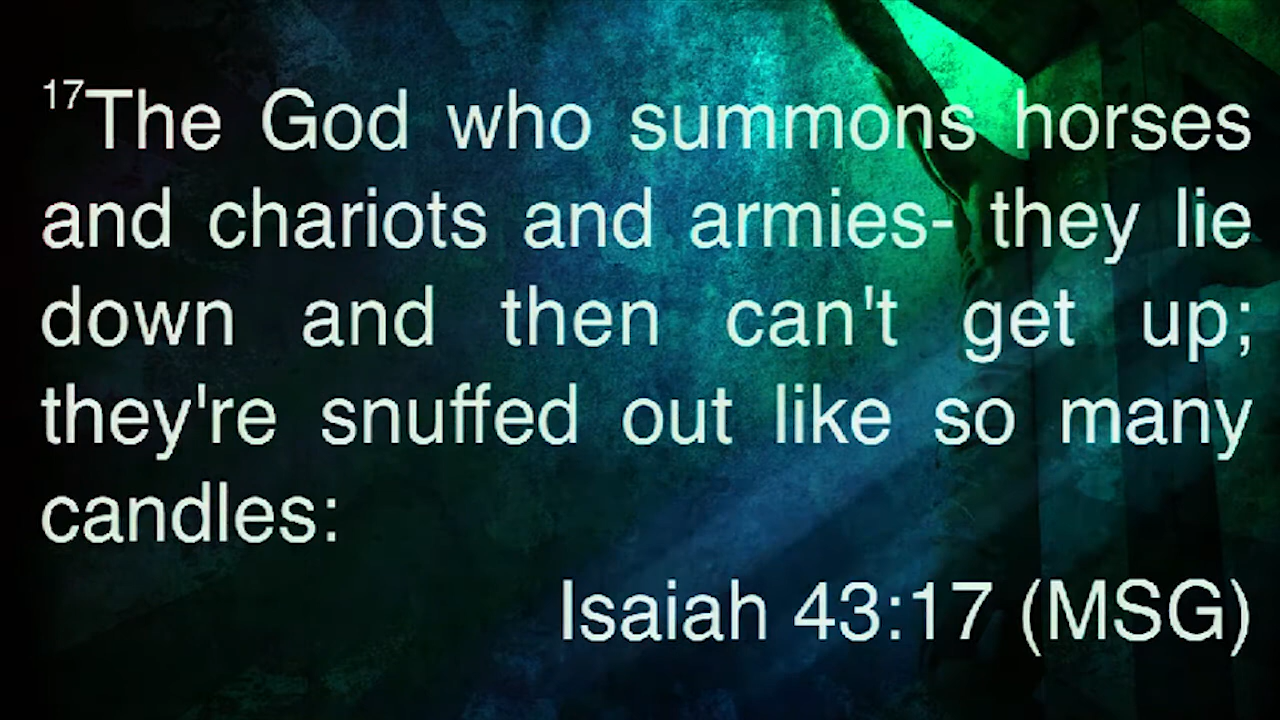 17The God who summons horses
and chariots and armies- they lie
down and then can't get up;
they're snuffed out like so many
candles:
Isaiah 43:17 (MSG)